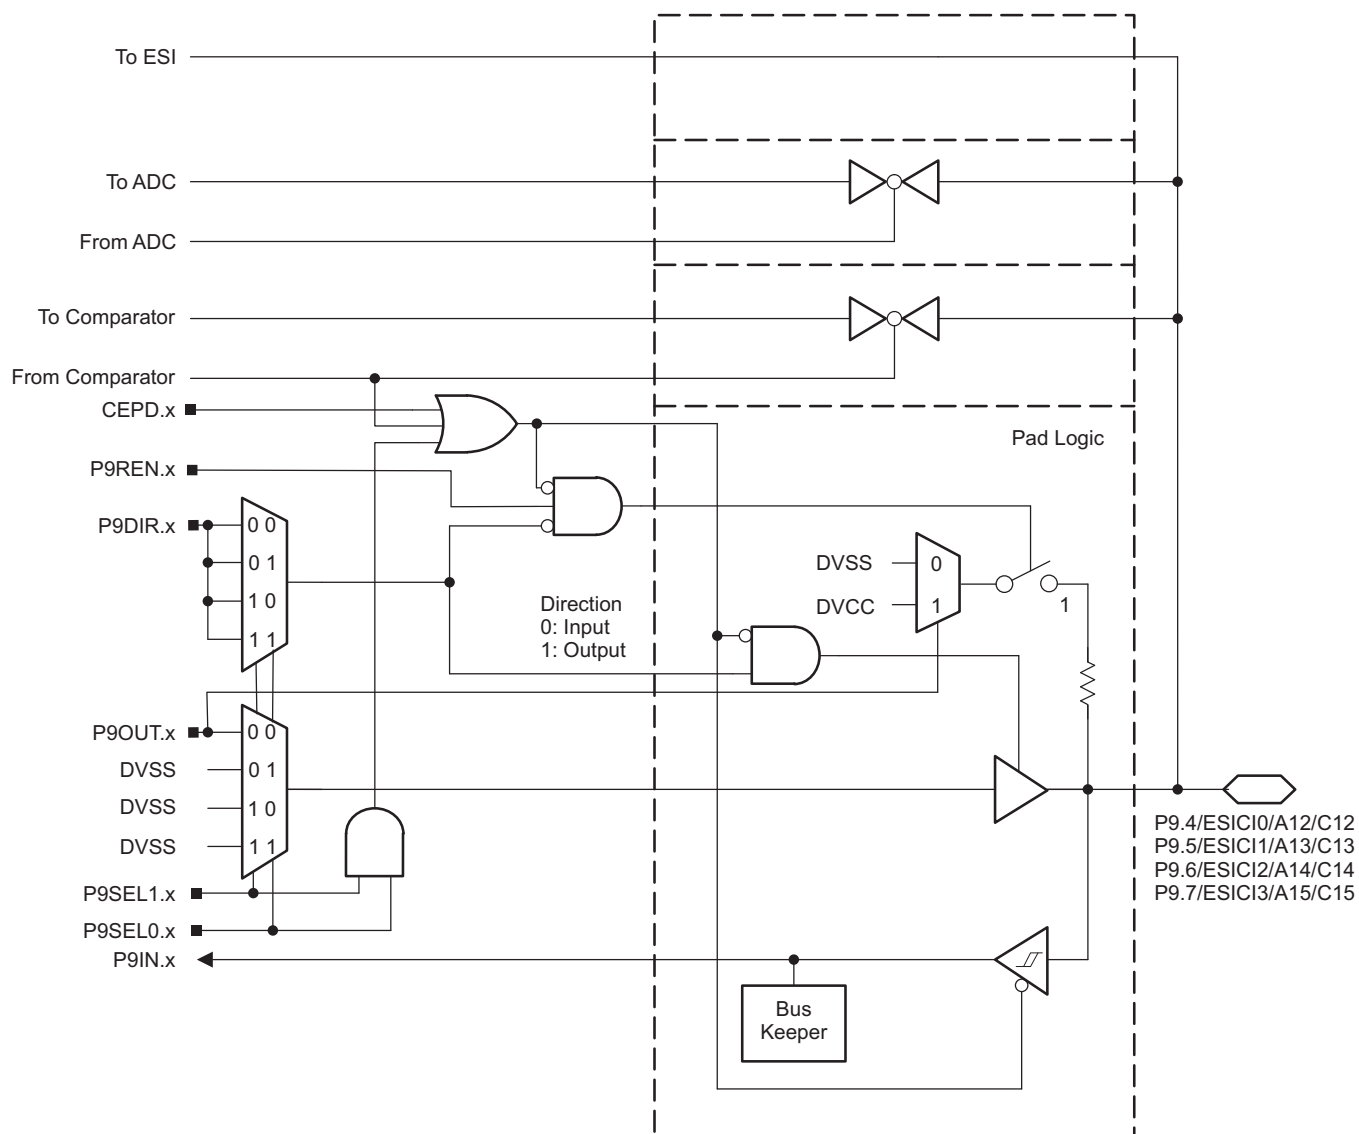 To ESI
To ADC
From ADC
To Comparator
From Comparator
CEPD.x
Pad Logic
P9REN.x
P9DIR.x
0 0
0 1
1 0
1 1
DVSS
0
DVCC
1
1
Direction
0: Input
1: Output
P9OUT.x
0 0
DVSS
0 1
DVSS
1 0
DVSS
1 1
P9.4/ESICI0/A12/C12
P9.5/ESICI1/A13/C13
P9.6/ESICI2/A14/C14
P9.7/ESICI3/A15/C15
P9SEL1.x
P9SEL0.x
P9IN.x
Bus
Keeper